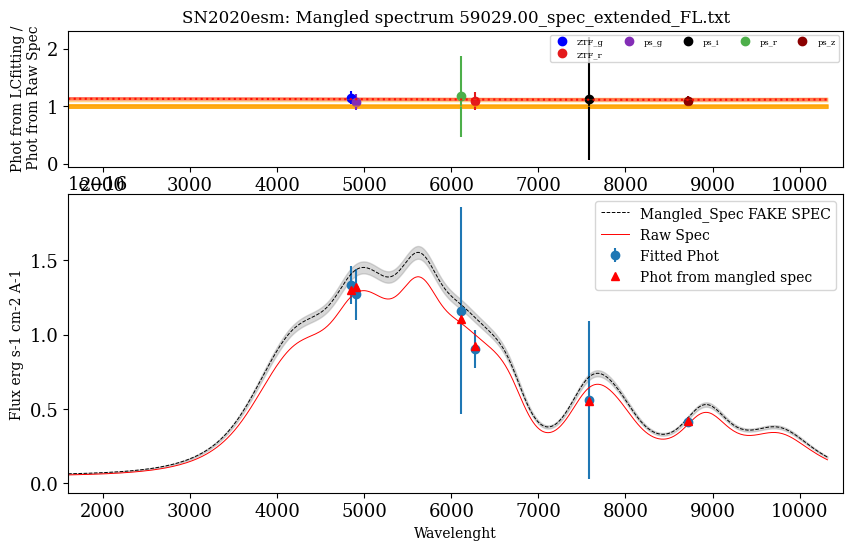 SN2020esm: Mangled spectrum 59029.00_spec_extended_FL.txt
Phot from LCfitting /
Phot from Raw Spec
2
1
0
ZTF_g
ps_g
ps_i
ps_r
ps_z
ZTF_r
2000 3000 4000 5000 6000 7000 8000 9000 10000
Flux erg s-1 cm-2 A-1
1.5
1.0
0.5
0.0
Mangled_Spec FAKE SPEC
Raw Spec
Fitted Phot
Phot from mangled spec
2000 3000 4000 5000 6000 7000 8000 9000 10000
Wavelenght